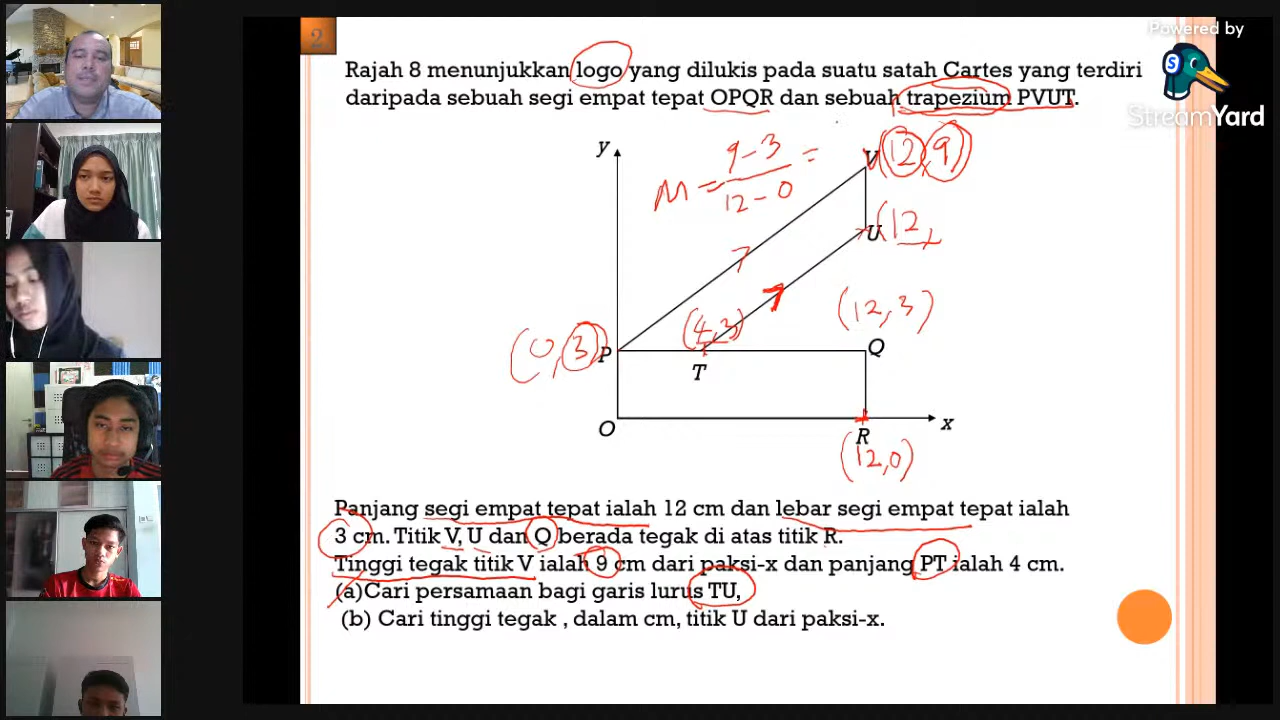 2
Rajah 8 menunjukkan logo yang dilukis pada suatu satah Cartes yang terdiri
daripada sebuah segi empat tepat OPQR dan sebuah trapezium PVUT.
Powered by
S
StreamYard
y
M = 9-3 / 12-0 =
V (12, 9)
U (12,
(12, 3)
(0, 3) P
(4, 3)
T
Q
O
R
x
(12, 0)
Panjang segi empat tepat ialah 12 cm dan lebar segi empat tepat ialah
3 cm. Titik V, U dan Q berada tegak di atas titik R.
Tinggi tegak titik V ialah 9 cm dari paksi-x dan panjang PT ialah 4 cm.
(a)Cari persamaan bagi garis lurus TU,
(b) Cari tinggi tegak , dalam cm, titik U dari paksi-x.